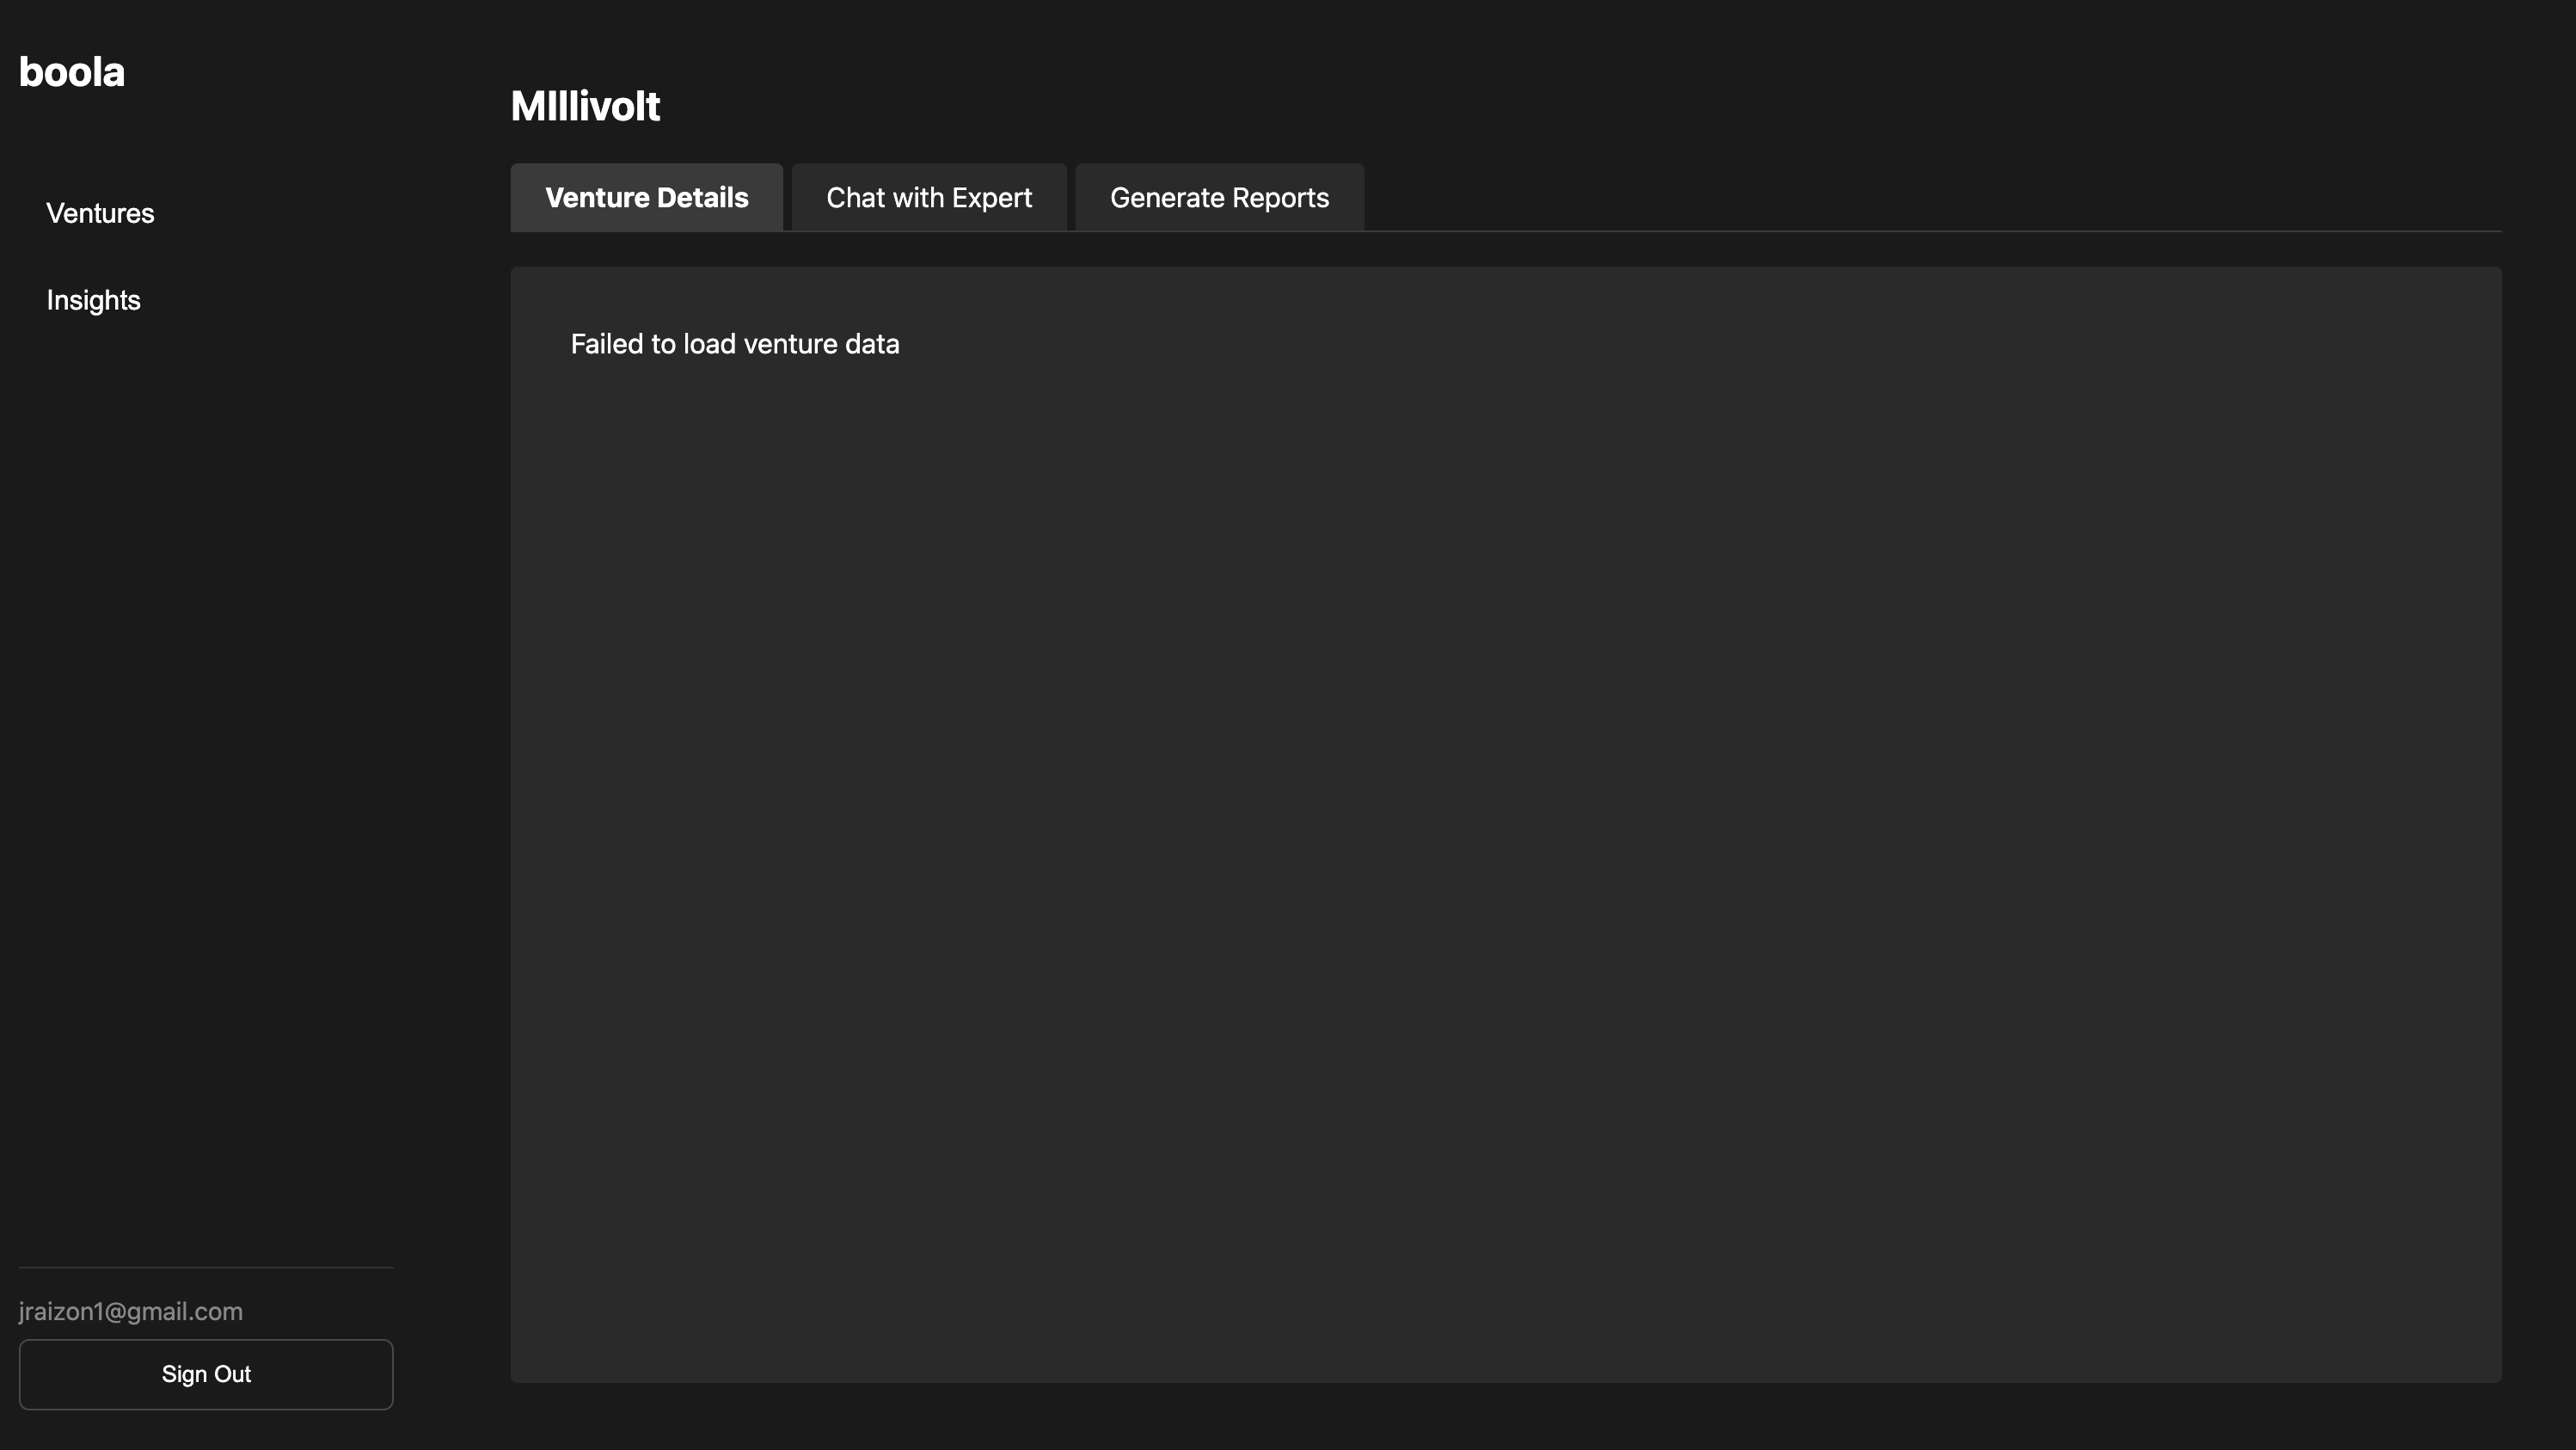 boola
Ventures
Insights
MIllivolt
Venture Details
Chat with Expert
Generate Reports
Failed to load venture data
jraizon1@gmail.com
Sign Out